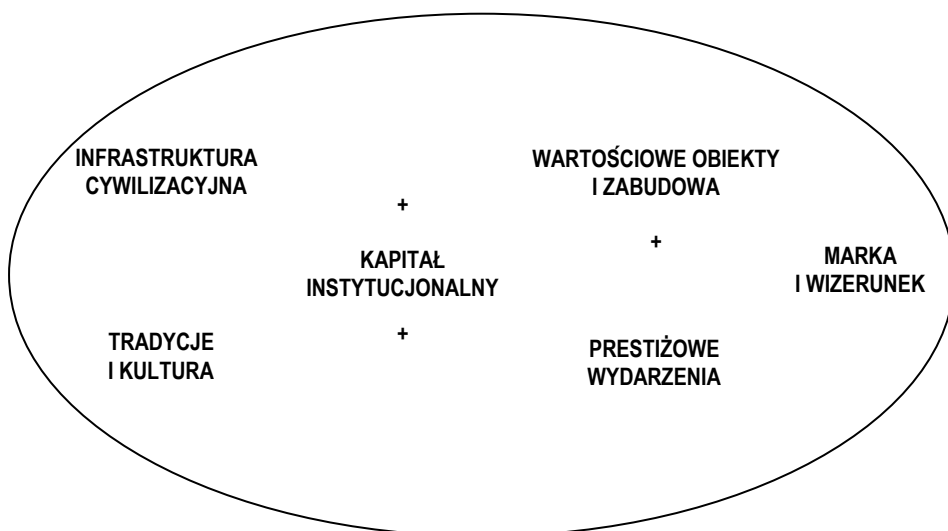 INFRASTRUKTURA
CYWILIZACYJNA
WARTOŚCIOWE OBIEKTY
I ZABUDOWA
+
+
KAPITAŁ
INSTYTUCJONALNY
MARKA
I WIZERUNEK
+
TRADYCJE
I KULTURA
PRESTIŻOWE
WYDARZENIA